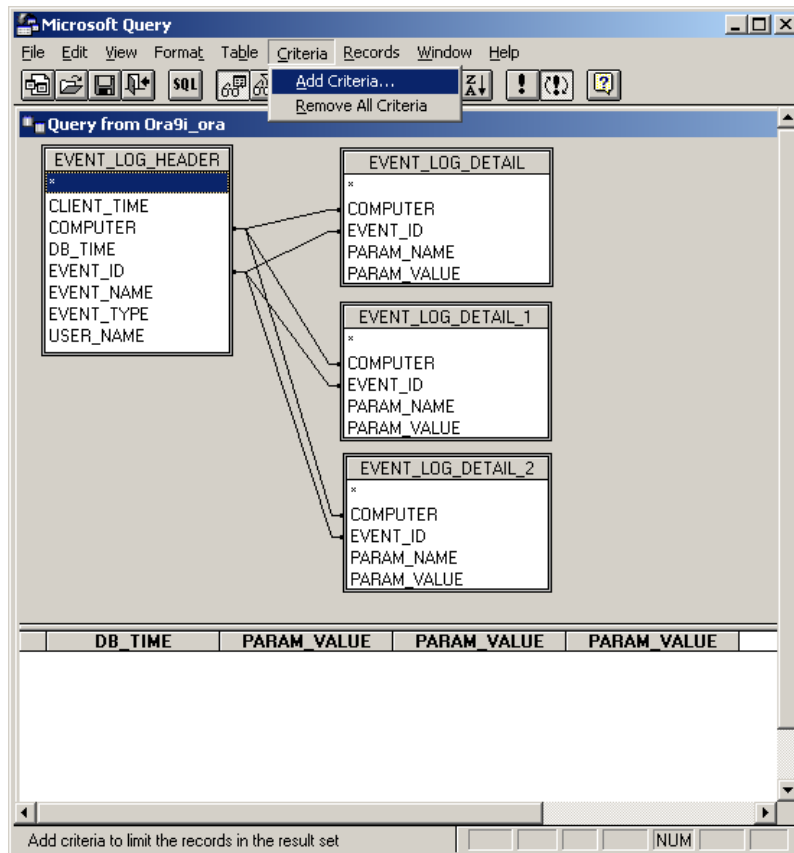 Microsoft Query
File Edit View Format Table Criteria Records Window Help
SQL
Add Criteria...
Remove All Criteria
Query from Ora9i_ora
EVENT_LOG_HEADER
*
CLIENT_TIME
COMPUTER
DB_TIME
EVENT_ID
EVENT_NAME
EVENT_TYPE
USER_NAME
EVENT_LOG_DETAIL
*
COMPUTER
EVENT_ID
PARAM_NAME
PARAM_VALUE
EVENT_LOG_DETAIL_1
*
COMPUTER
EVENT_ID
PARAM_NAME
PARAM_VALUE
EVENT_LOG_DETAIL_2
*
COMPUTER
EVENT_ID
PARAM_NAME
PARAM_VALUE
DB_TIME PARAM_VALUE PARAM_VALUE PARAM_VALUE
Add criteria to limit the records in the result set NUM